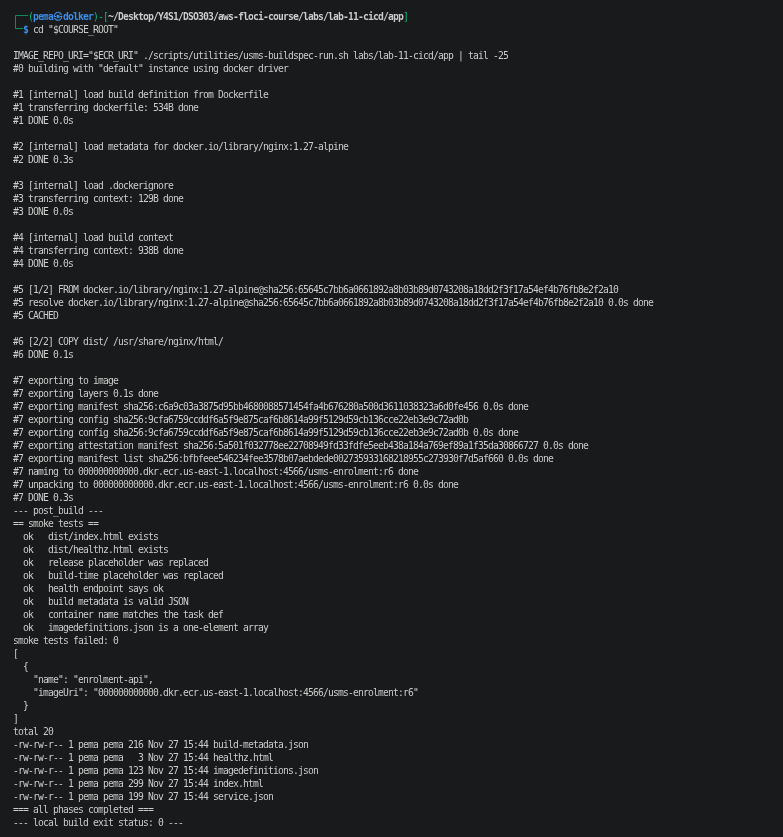 ┌──(pema㉿dolker)-[~/Desktop/Y4S1/DSO303/aws-floci-course/labs/lab-11-cicd/app]
└─$ cd "$COURSE_ROOT"
IMAGE_REPO_URI="$ECR_URI" ./scripts/utilities/usms-buildspec-run.sh labs/lab-11-cicd/app | tail -25
#0 building with "default" instance using docker driver
#1 [internal] load build definition from Dockerfile
#1 transferring dockerfile: 534B done
#1 DONE 0.0s
#2 [internal] load metadata for docker.io/library/nginx:1.27-alpine
#2 DONE 0.3s
#3 [internal] load .dockerignore
#3 transferring context: 129B done
#3 DONE 0.0s
#4 [internal] load build context
#4 transferring context: 938B done
#4 DONE 0.0s
#5 [1/2] FROM docker.io/library/nginx:1.27-alpine@sha256:65645c7bb6a0661892a8b03b89d0743208a18dd2f3f17a54ef4b76fb8e2f2a10
#5 resolve docker.io/library/nginx:1.27-alpine@sha256:65645c7bb6a0661892a8b03b89d0743208a18dd2f3f17a54ef4b76fb8e2f2a10 0.0s done
#5 CACHED
#6 [2/2] COPY dist/ /usr/share/nginx/html/
#6 DONE 0.1s
#7 exporting to image
#7 exporting layers 0.1s done
#7 exporting manifest sha256:c6a9c03a3875d95bb4680088571454fa4b676280a500d3611038323a6d0fe456 0.0s done
#7 exporting config sha256:9cfa6759ccddf6a5f9e875caf6b8614a99f5129d59cb136cce22eb3e9c72ad0b
#7 exporting config sha256:9cfa6759ccddf6a5f9e875caf6b8614a99f5129d59cb136cce22eb3e9c72ad0b 0.0s done
#7 exporting attestation manifest sha256:5a501f032778ee22708949fd33fdfe5eeb438a184a769ef89a1f35da30866727 0.0s done
#7 exporting manifest list sha256:bfbfeee546234fee3578b07aebdede002735933168218955c273930f7d5af660 0.0s done
#7 naming to 000000000000.dkr.ecr.us-east-1.localhost:4566/usms-enrolment:r6 done
#7 unpacking to 000000000000.dkr.ecr.us-east-1.localhost:4566/usms-enrolment:r6 0.0s done
#7 DONE 0.3s
--- post_build ---
== smoke tests ==
  ok   dist/index.html exists
  ok   dist/healthz.html exists
  ok   release placeholder was replaced
  ok   build-time placeholder was replaced
  ok   health endpoint says ok
  ok   build metadata is valid JSON
  ok   container name matches the task def
  ok   imagedefinitions.json is a one-element array
smoke tests failed: 0
[
  {
    "name": "enrolment-api",
    "imageUri": "000000000000.dkr.ecr.us-east-1.localhost:4566/usms-enrolment:r6"
  }
]
total 20
-rw-rw-r-- 1 pema pema 216 Nov 27 15:44 build-metadata.json
-rw-rw-r-- 1 pema pema   3 Nov 27 15:44 healthz.html
-rw-rw-r-- 1 pema pema 123 Nov 27 15:44 imagedefinitions.json
-rw-rw-r-- 1 pema pema 299 Nov 27 15:44 index.html
-rw-rw-r-- 1 pema pema 199 Nov 27 15:44 service.json
=== all phases completed ===
--- local build exit status: 0 ---